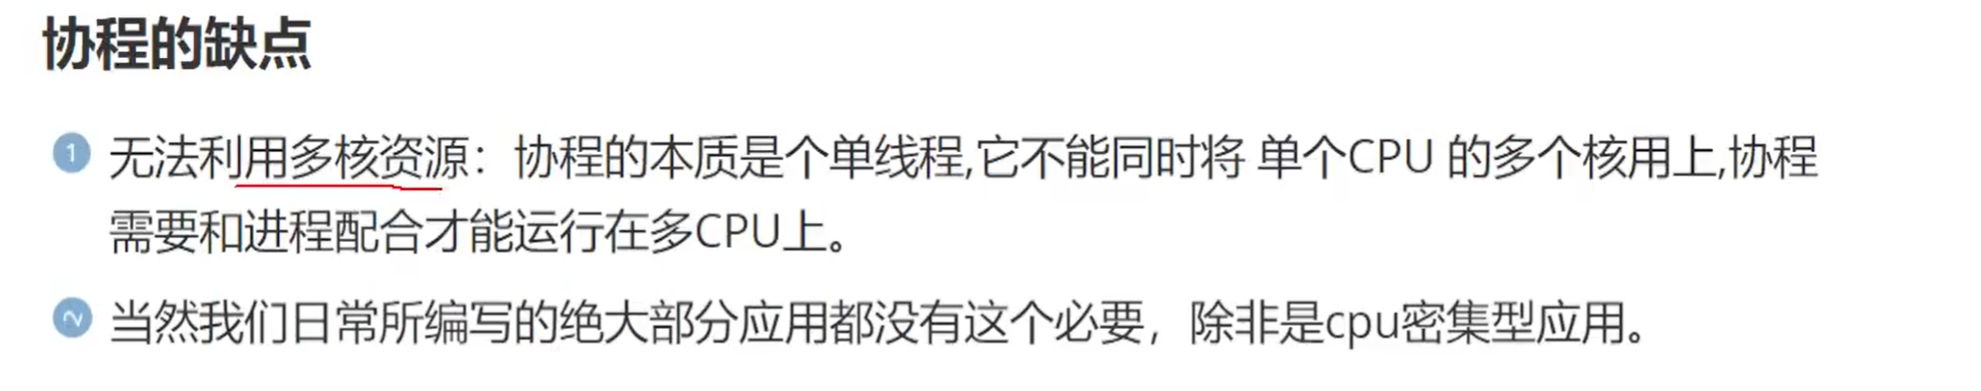 协程的缺点
1 无法利用多核资源：协程的本质是个单线程,它不能同时将 单个CPU 的多个核用上,协程
需要和进程配合才能运行在多CPU上。
2 当然我们日常所编写的绝大部分应用都没有这个必要，除非是cpu密集型应用。